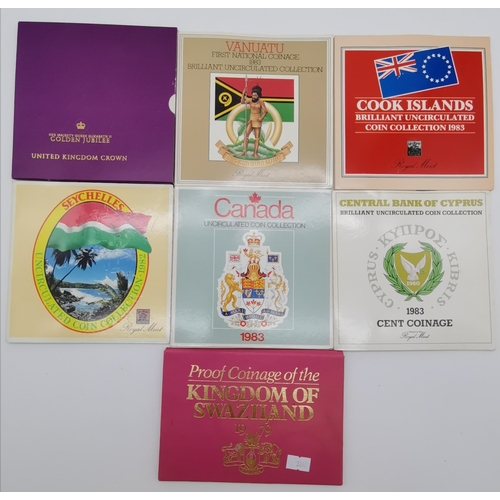 HER MAJESTY QUEEN ELIZABETH II
GOLDEN JUBILEE
UNITED KINGDOM CROWN
VANUATU
FIRST NATIONAL COINAGE
1983
BRILLIANT UNCIRCULATED COLLECTION
Royal Mint
COOK ISLANDS
BRILLIANT UNCIRCULATED
COIN COLLECTION 1983
Royal Mint
SEYCHELLES
UNCIRCULATED COIN COLLECTION 1982
Royal Mint
Canada
UNCIRCULATED COIN COLLECTION
1983
CENTRAL BANK OF CYPRUS
BRILLIANT UNCIRCULATED COIN COLLECTION
CYPRUS · ΚΥΠΡΟΣ · KIBRIS
1960
1983
CENT COINAGE
Royal Mint
Proof Coinage of the
KINGDOM OF
SWAZILAND